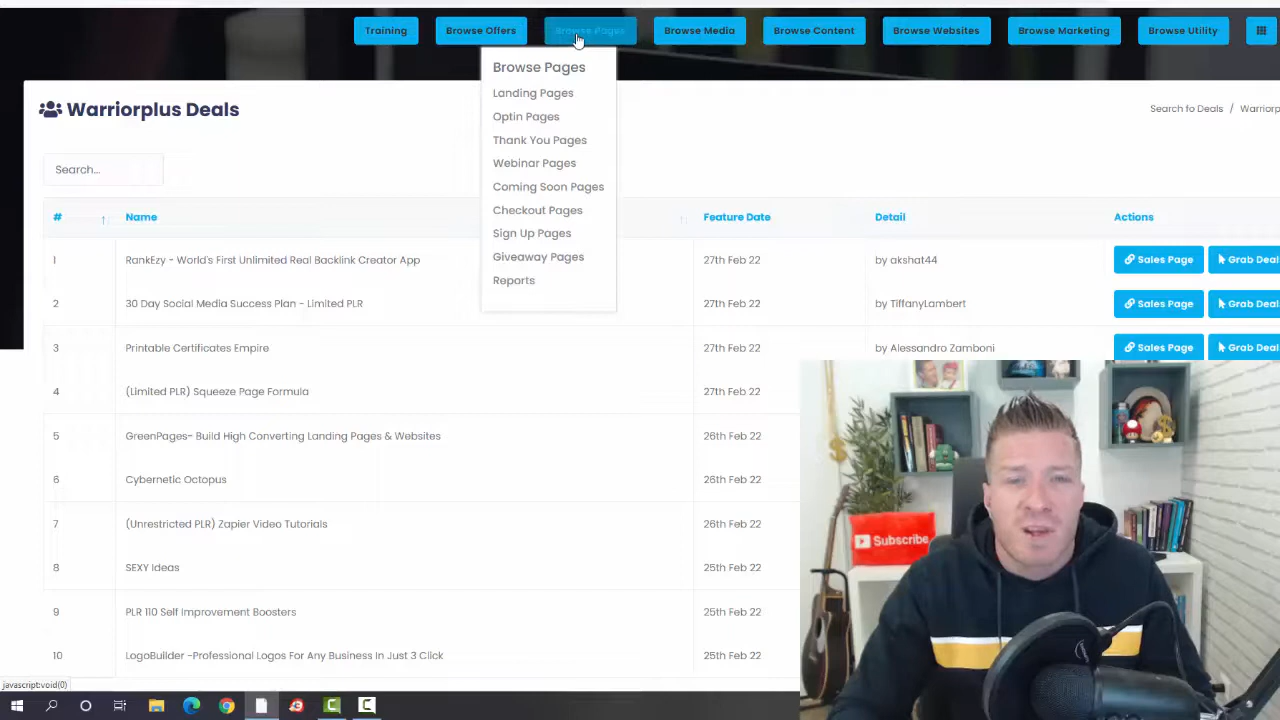 Training Browse Offers Browse Pages Browse Media Browse Content Browse Websites Browse Marketing Browse Utility
Browse Pages
Landing Pages
Optin Pages
Thank You Pages
Webinar Pages
Coming Soon Pages
Checkout Pages
Sign Up Pages
Giveaway Pages
Reports
Warriorplus Deals
Search fo Deals / Warriorp
Search...
# Name Feature Date Detail Actions
1 RankEzy - World's First Unlimited Real Backlink Creator App 27th Feb 22 by akshat44 Sales Page Grab Deal
2 30 Day Social Media Success Plan - Limited PLR 27th Feb 22 by TiffanyLambert Sales Page Grab Deal
3 Printable Certificates Empire 27th Feb 22 by Alessandro Zamboni Sales Page Grab Deal
4 (Limited PLR) Squeeze Page Formula 27th Feb 22
5 GreenPages- Build High Converting Landing Pages & Websites 26th Feb 22
6 Cybernetic Octopus 26th Feb 22
7 (Unrestricted PLR) Zapier Video Tutorials 26th Feb 22
8 SEXY Ideas 25th Feb 22
9 PLR 110 Self Improvement Boosters 25th Feb 22
10 LogoBuilder -Professional Logos For Any Business In Just 3 Click 25th Feb 22
Subscribe
javascript:void(0)